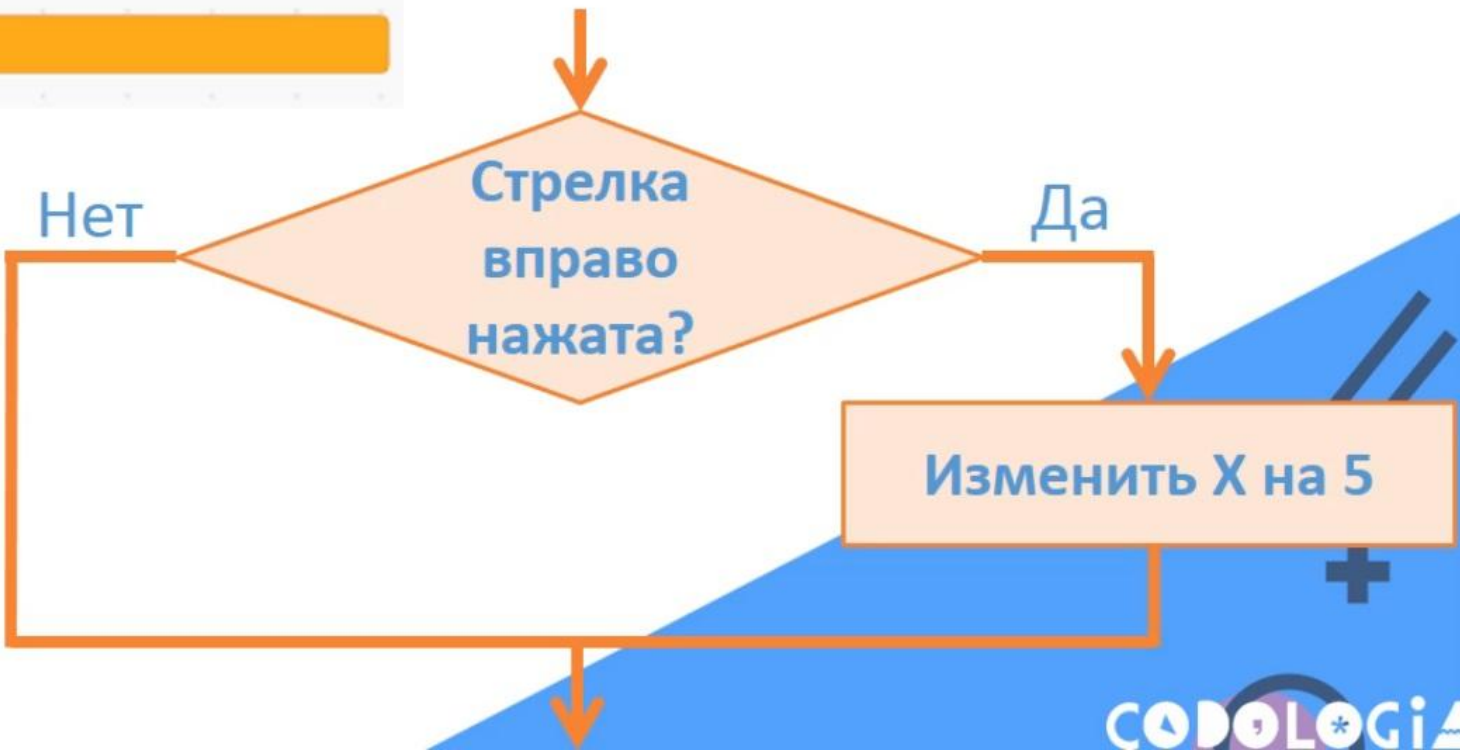 Нет
Стрелка
вправо
нажата?
Да
Изменить X на 5
CODOLOGiA